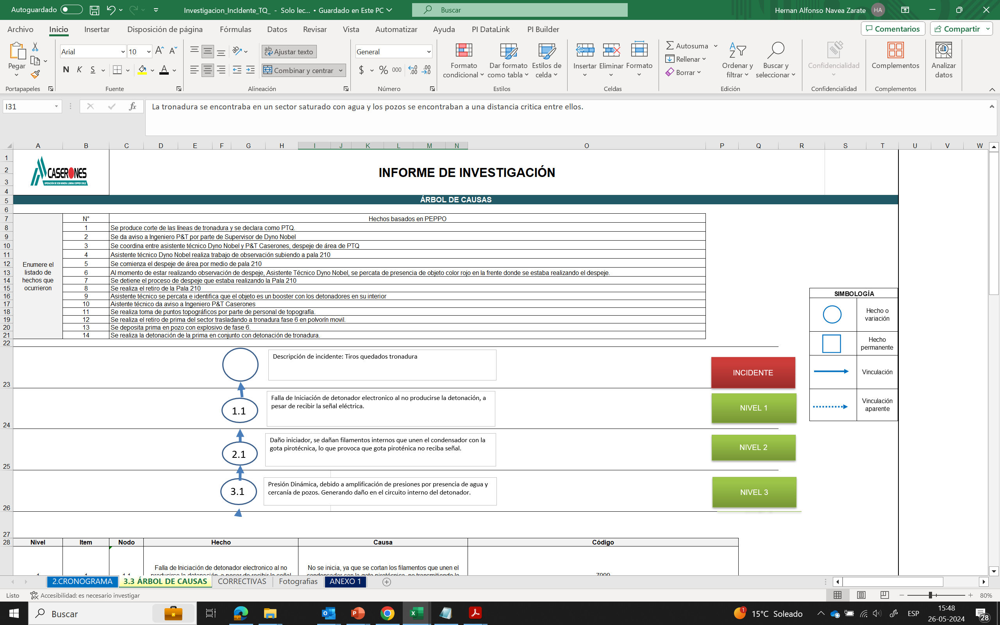 Autoguardado
Investigacion_IncIdente_TQ_ - Solo lec... • Guardado en Este PC
Buscar
Hernan Alfonso Navea Zarate
HA
Archivo Inicio Insertar Disposición de página Fórmulas Datos Revisar Vista Automatizar Ayuda PI DataLink PI Builder
Comentarios Compartir
Pegar
Portapapeles
Arial 10
N K S
Fuente
Ajustar texto
Combinar y centrar
Alineación
General
$ % 000
Número
Formato condicional
Dar formato como tabla
Estilos de celda
Estilos
Insertar Eliminar Formato
Celdas
Autosuma
Rellenar
Borrar
Ordenar y filtrar
Buscar y seleccionar
Edición
Confidencialidad
Confidencialidad
Complementos
Complementos
Analizar datos
I31
fx
La tronadura se encontraba en un sector saturado con agua y los pozos se encontraban a una distancia critica entre ellos.
A B C D E F G H I J K L M N O P Q R S T U V W
CASERONES
OPERACIÓN DE SCM MINERA LUMINA COPPER CHILE
INFORME DE INVESTIGACIÓN
ÁRBOL DE CAUSAS
Enumere el
listado de
hechos que
ocurrieron
N° Hechos basados en PEPPO
1 Se produce corte de las líneas de tronadura y se declara como PTQ.
2 Se da aviso a Ingeniero P&T por parte de Supervisor de Dyno Nobel
3 Se coordina entre asistente técnico Dyno Nobel y P&T Caserones, despeje de área de PTQ
4 Asistente técnico Dyno Nobel realiza trabajo de observación subiendo a pala 210
5 Se comienza el despeje de área por medio de pala 210
6 Al momento de estar realizando observación de despeje, Asistente Técnico Dyno Nobel, se percata de presencia de objeto color rojo en la frente donde se estaba realizando el despeje.
7 Se detiene el proceso de despeje que estaba realizando la Pala 210
8 Se realiza el retiro de la Pala 210
9 Asistente técnico se percata e identifica que el objeto es un booster con los detonadores en su interior
10 Aistente técnico da aviso a Ingeniero P&T Caserones
11 Se realiza toma de puntos topográficos por parte de personal de topografía.
12 Se realiza el retiro de prima del sector trasladando a tronadura fase 6 en polvorín movil.
13 Se deposita prima en pozo con explosivo de fase 6.
14 Se realiza la detonación de la prima en conjunto con detonación de tronadura.
SIMBOLOGÍA
Hecho o
variación
Hecho
permanente
Vinculación
Vinculación
aparente
Descripción de incidente: Tiros quedados tronadura
INCIDENTE
1.1
Falla de Iniciación de detonador electronico al no producirse la detonación, a
pesar de recibir la señal eléctrica.
NIVEL 1
2.1
Daño iniciador, se dañan filamentos internos que unen el condensador con la
gota pirotécnica, lo que provoca que gota piroténica no reciba señal.
NIVEL 2
3.1
Presión Dinámica, debido a amplificación de presiones por presencia de agua y
cercanía de pozos. Generando daño en el circuito interno del detonador.
NIVEL 3
1
2
3
4
5
6
7
8
9
10
11
12
13
14
15
16
17
18
19
20
21
22
23
24
25
26
27
28
Nivel Item Nodo Hecho Causa Código
Falla de Iniciación de detonador electronico al no
No se inicia, ya que se cortan los filamentos que unen el
2.CRONOGRAMA 3.3 ÁRBOL DE CAUSAS CORRECTIVAS Fotografias ANEXO 1
Listo
Accesibilidad: es necesario investigar
80%
Buscar
1
15°C Soleado
ESP
15:48
26-05-2024
28